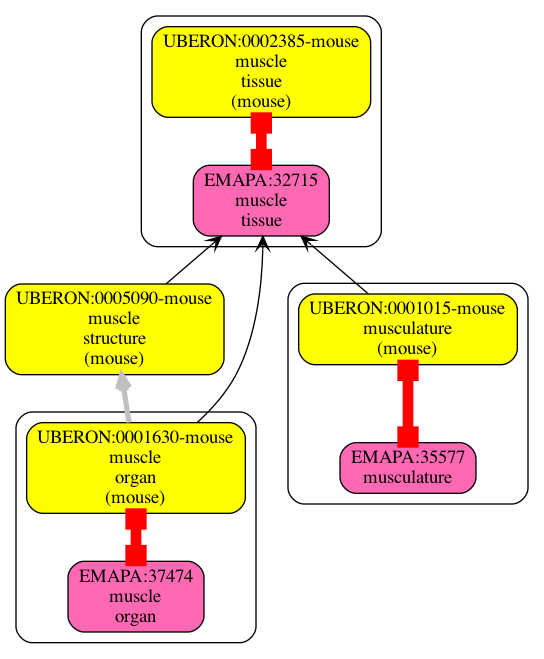 UBERON:0002385-mouse
muscle
tissue
(mouse)
EMAPA:32715
muscle
tissue
UBERON:0005090-mouse
muscle
structure
(mouse)
UBERON:0001015-mouse
musculature
(mouse)
UBERON:0001630-mouse
muscle
organ
(mouse)
EMAPA:35577
musculature
EMAPA:37474
muscle
organ